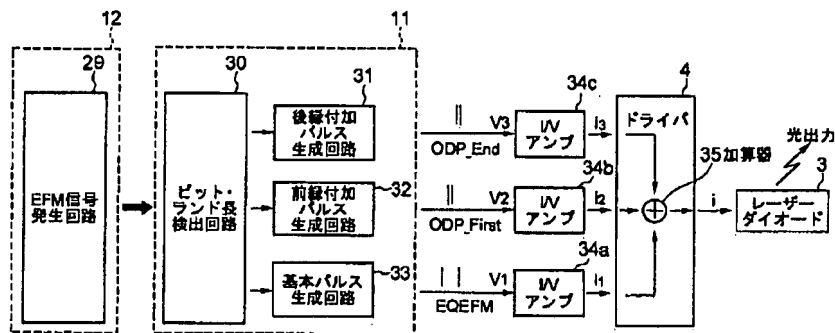 12
11
29
30
31
34c
4
EFM信号
発生回路
ピット・
ランド長
検出回路
後縁付加
パルス
生成回路
V3
ODP_End
I/V
アンプ
i3
ドライバ
35加算器
光出力
3
32
前縁付加
パルス
生成回路
V2
ODP_First
34b
I/V
アンプ
i2
i
レーザー
ダイオード
33
基本パルス
生成回路
V1
EQEFM
34a
I/V
アンプ
i1